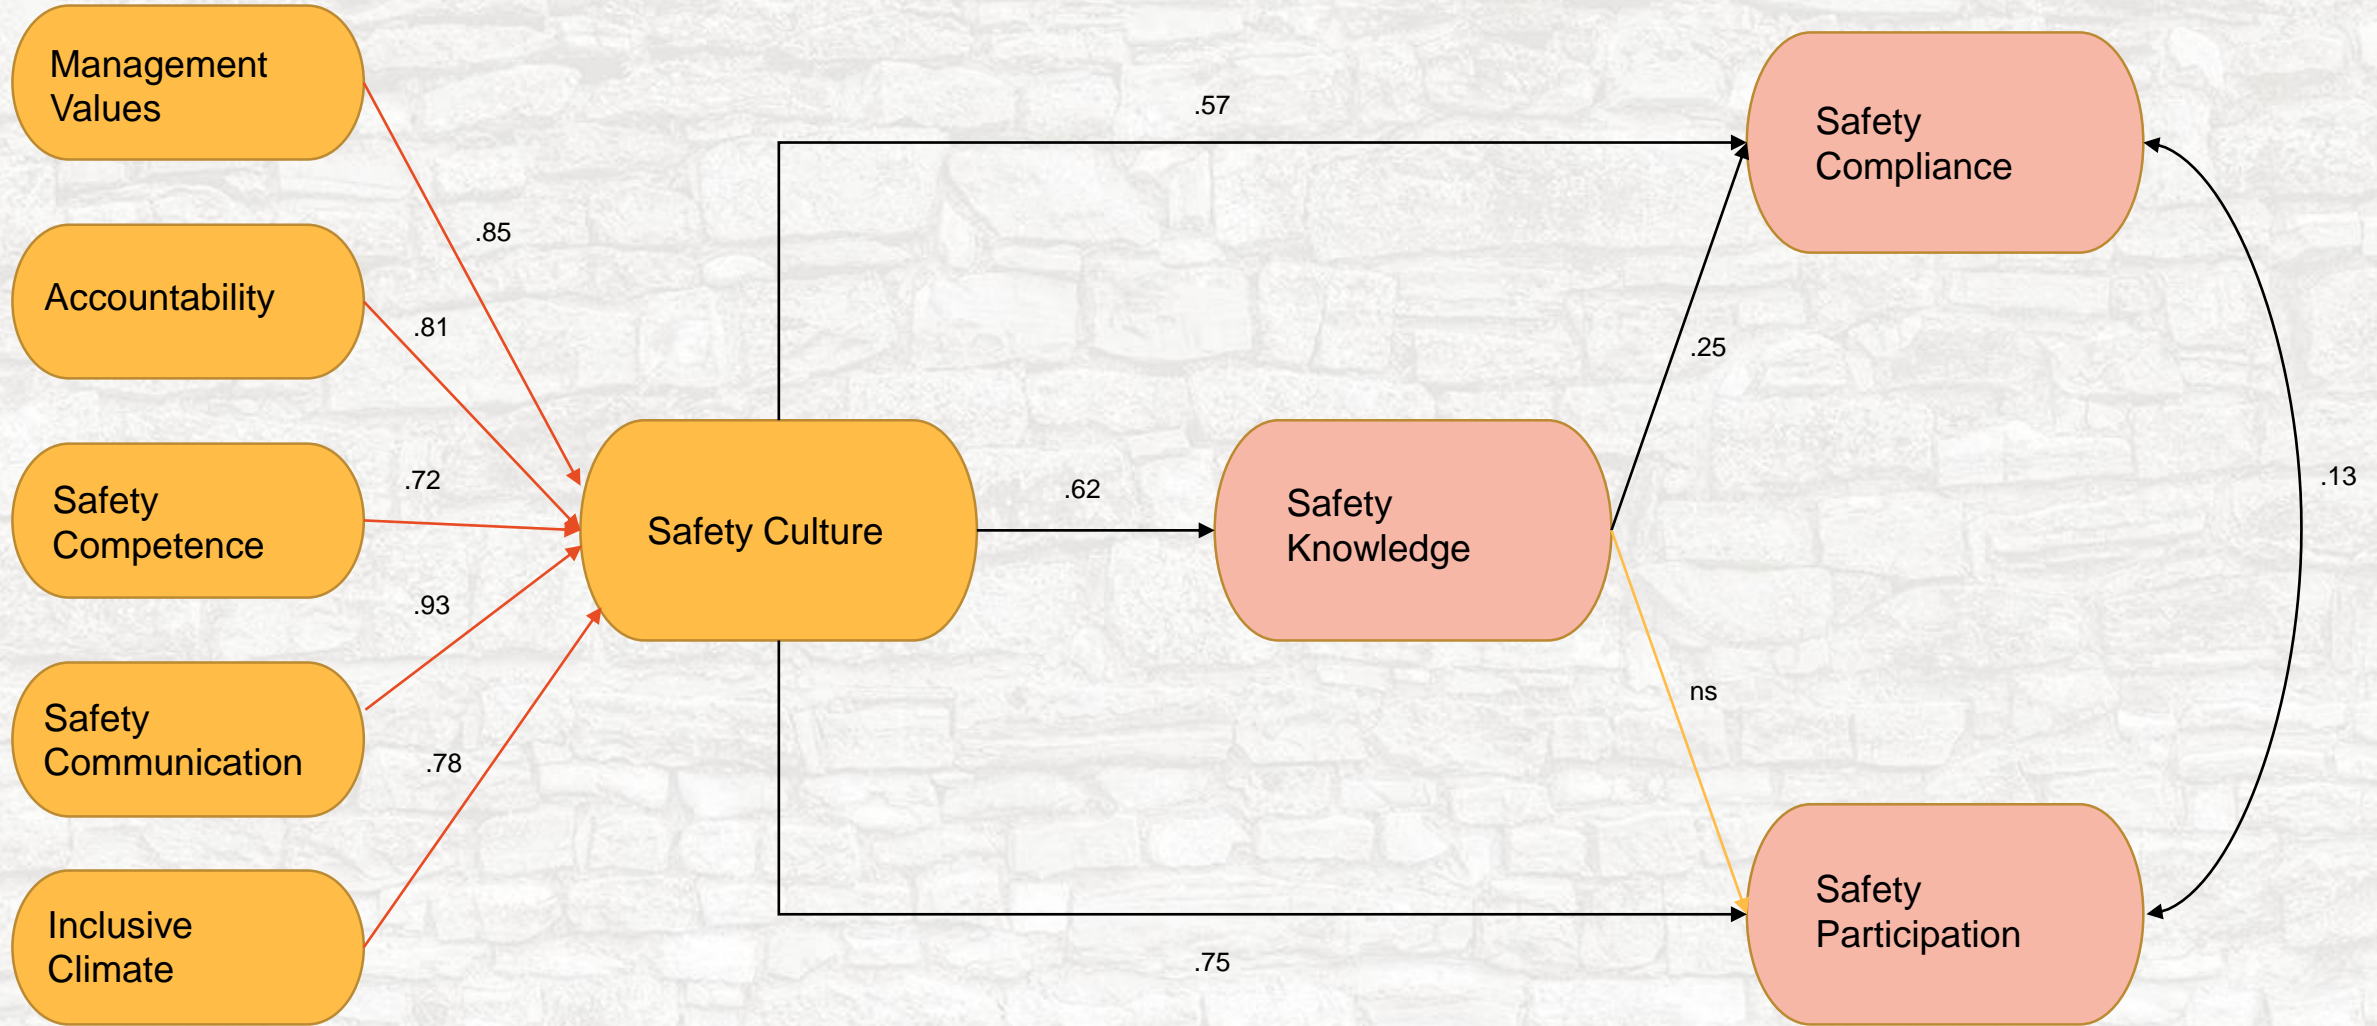 Management
Values
Accountability
Safety
Competence
Safety
Communication
Inclusive
Climate
.85
.81
.72
.93
.78
Safety Culture
.57
.62
.75
Safety
Knowledge
.25
ns
Safety
Compliance
Safety
Participation
.13